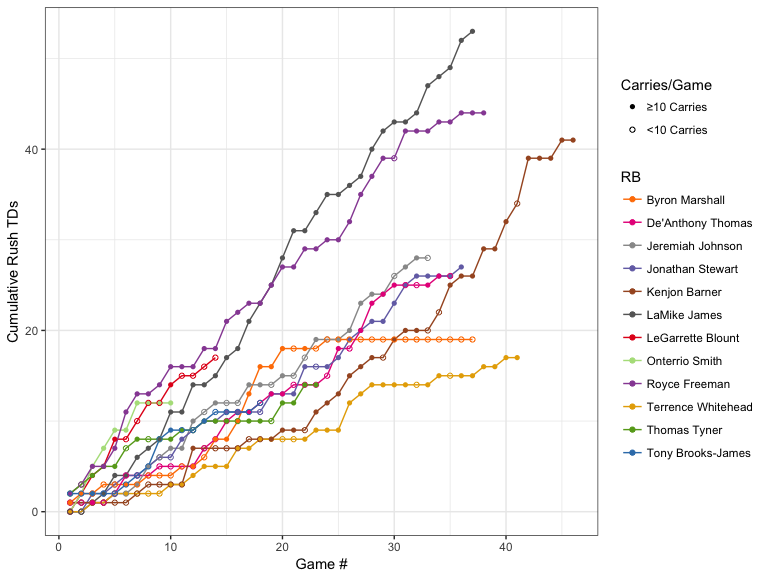 Cumulative Rush TDs
40
20
0
0
10
20
30
40
Game #
Carries/Game
≥10 Carries
<10 Carries
RB
Byron Marshall
De'Anthony Thomas
Jeremiah Johnson
Jonathan Stewart
Kenjon Barner
LaMike James
LeGarrette Blount
Onterrio Smith
Royce Freeman
Terrence Whitehead
Thomas Tyner
Tony Brooks-James